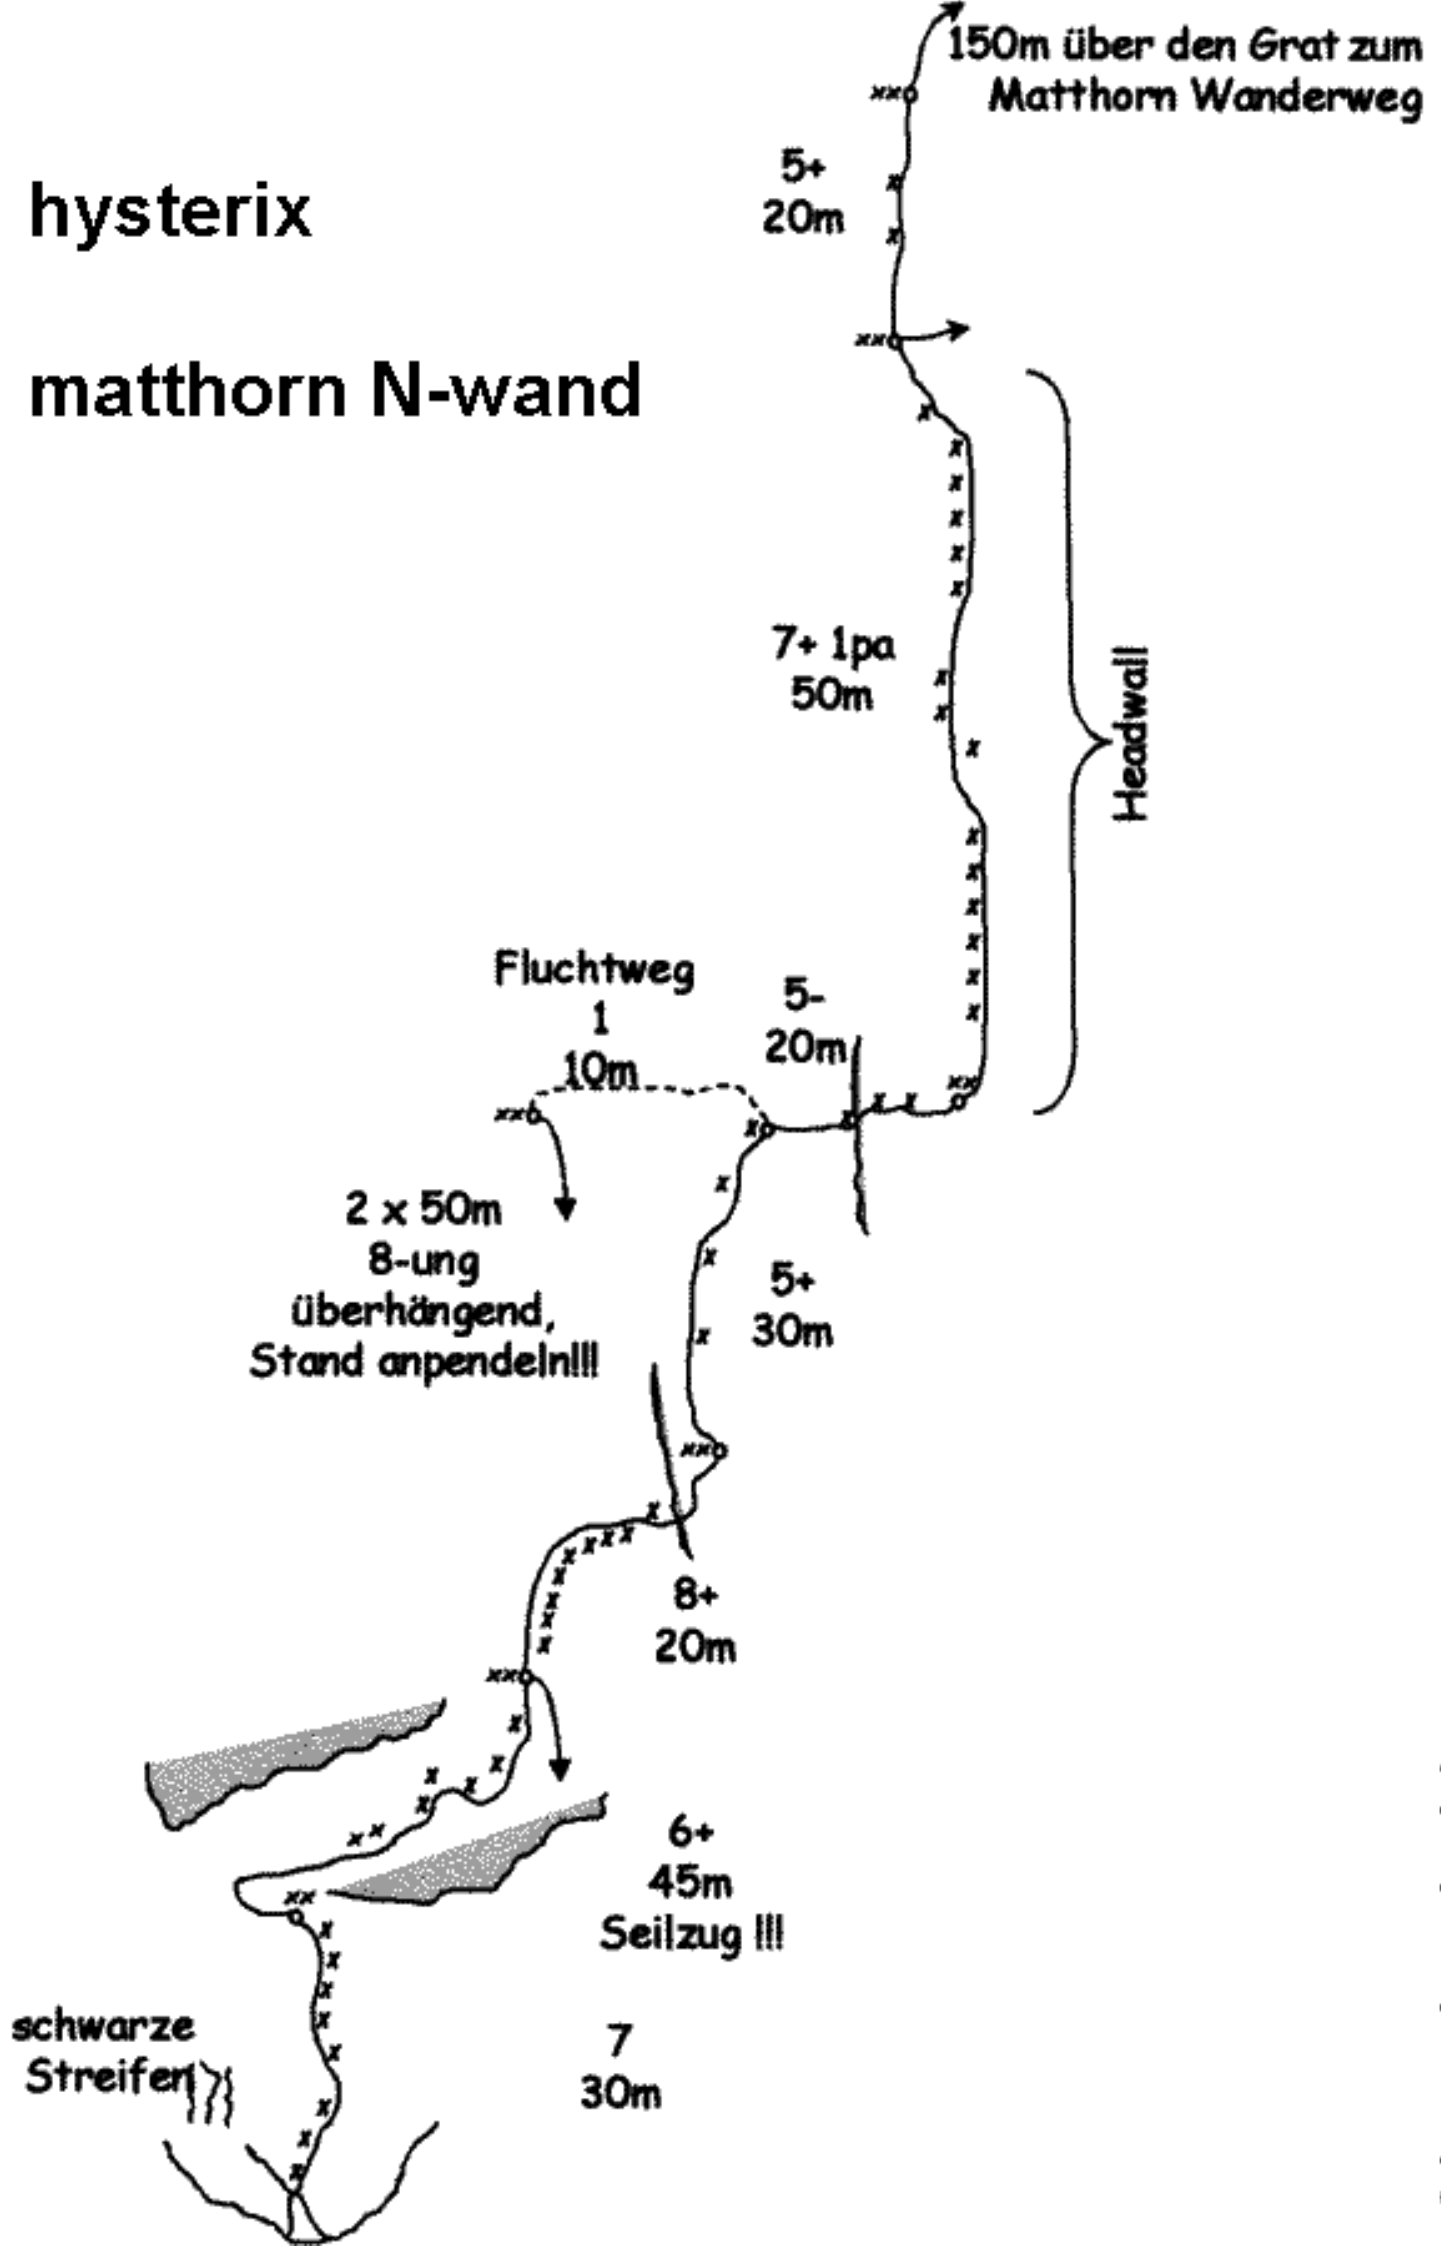 150m über den Grat zum
Matthorn Wanderweg
5+
20m
hysterix
matthorn N-wand
7+ 1pa
50m
Headwall
Fluchtweg
1
10m
5-
20m
2 x 50m
8-ung
überhängend,
Stand anpendeln!!!
5+
30m
8+
20m
6+
45m
Seilzug !!!
schwarze
Streifen
7
30m